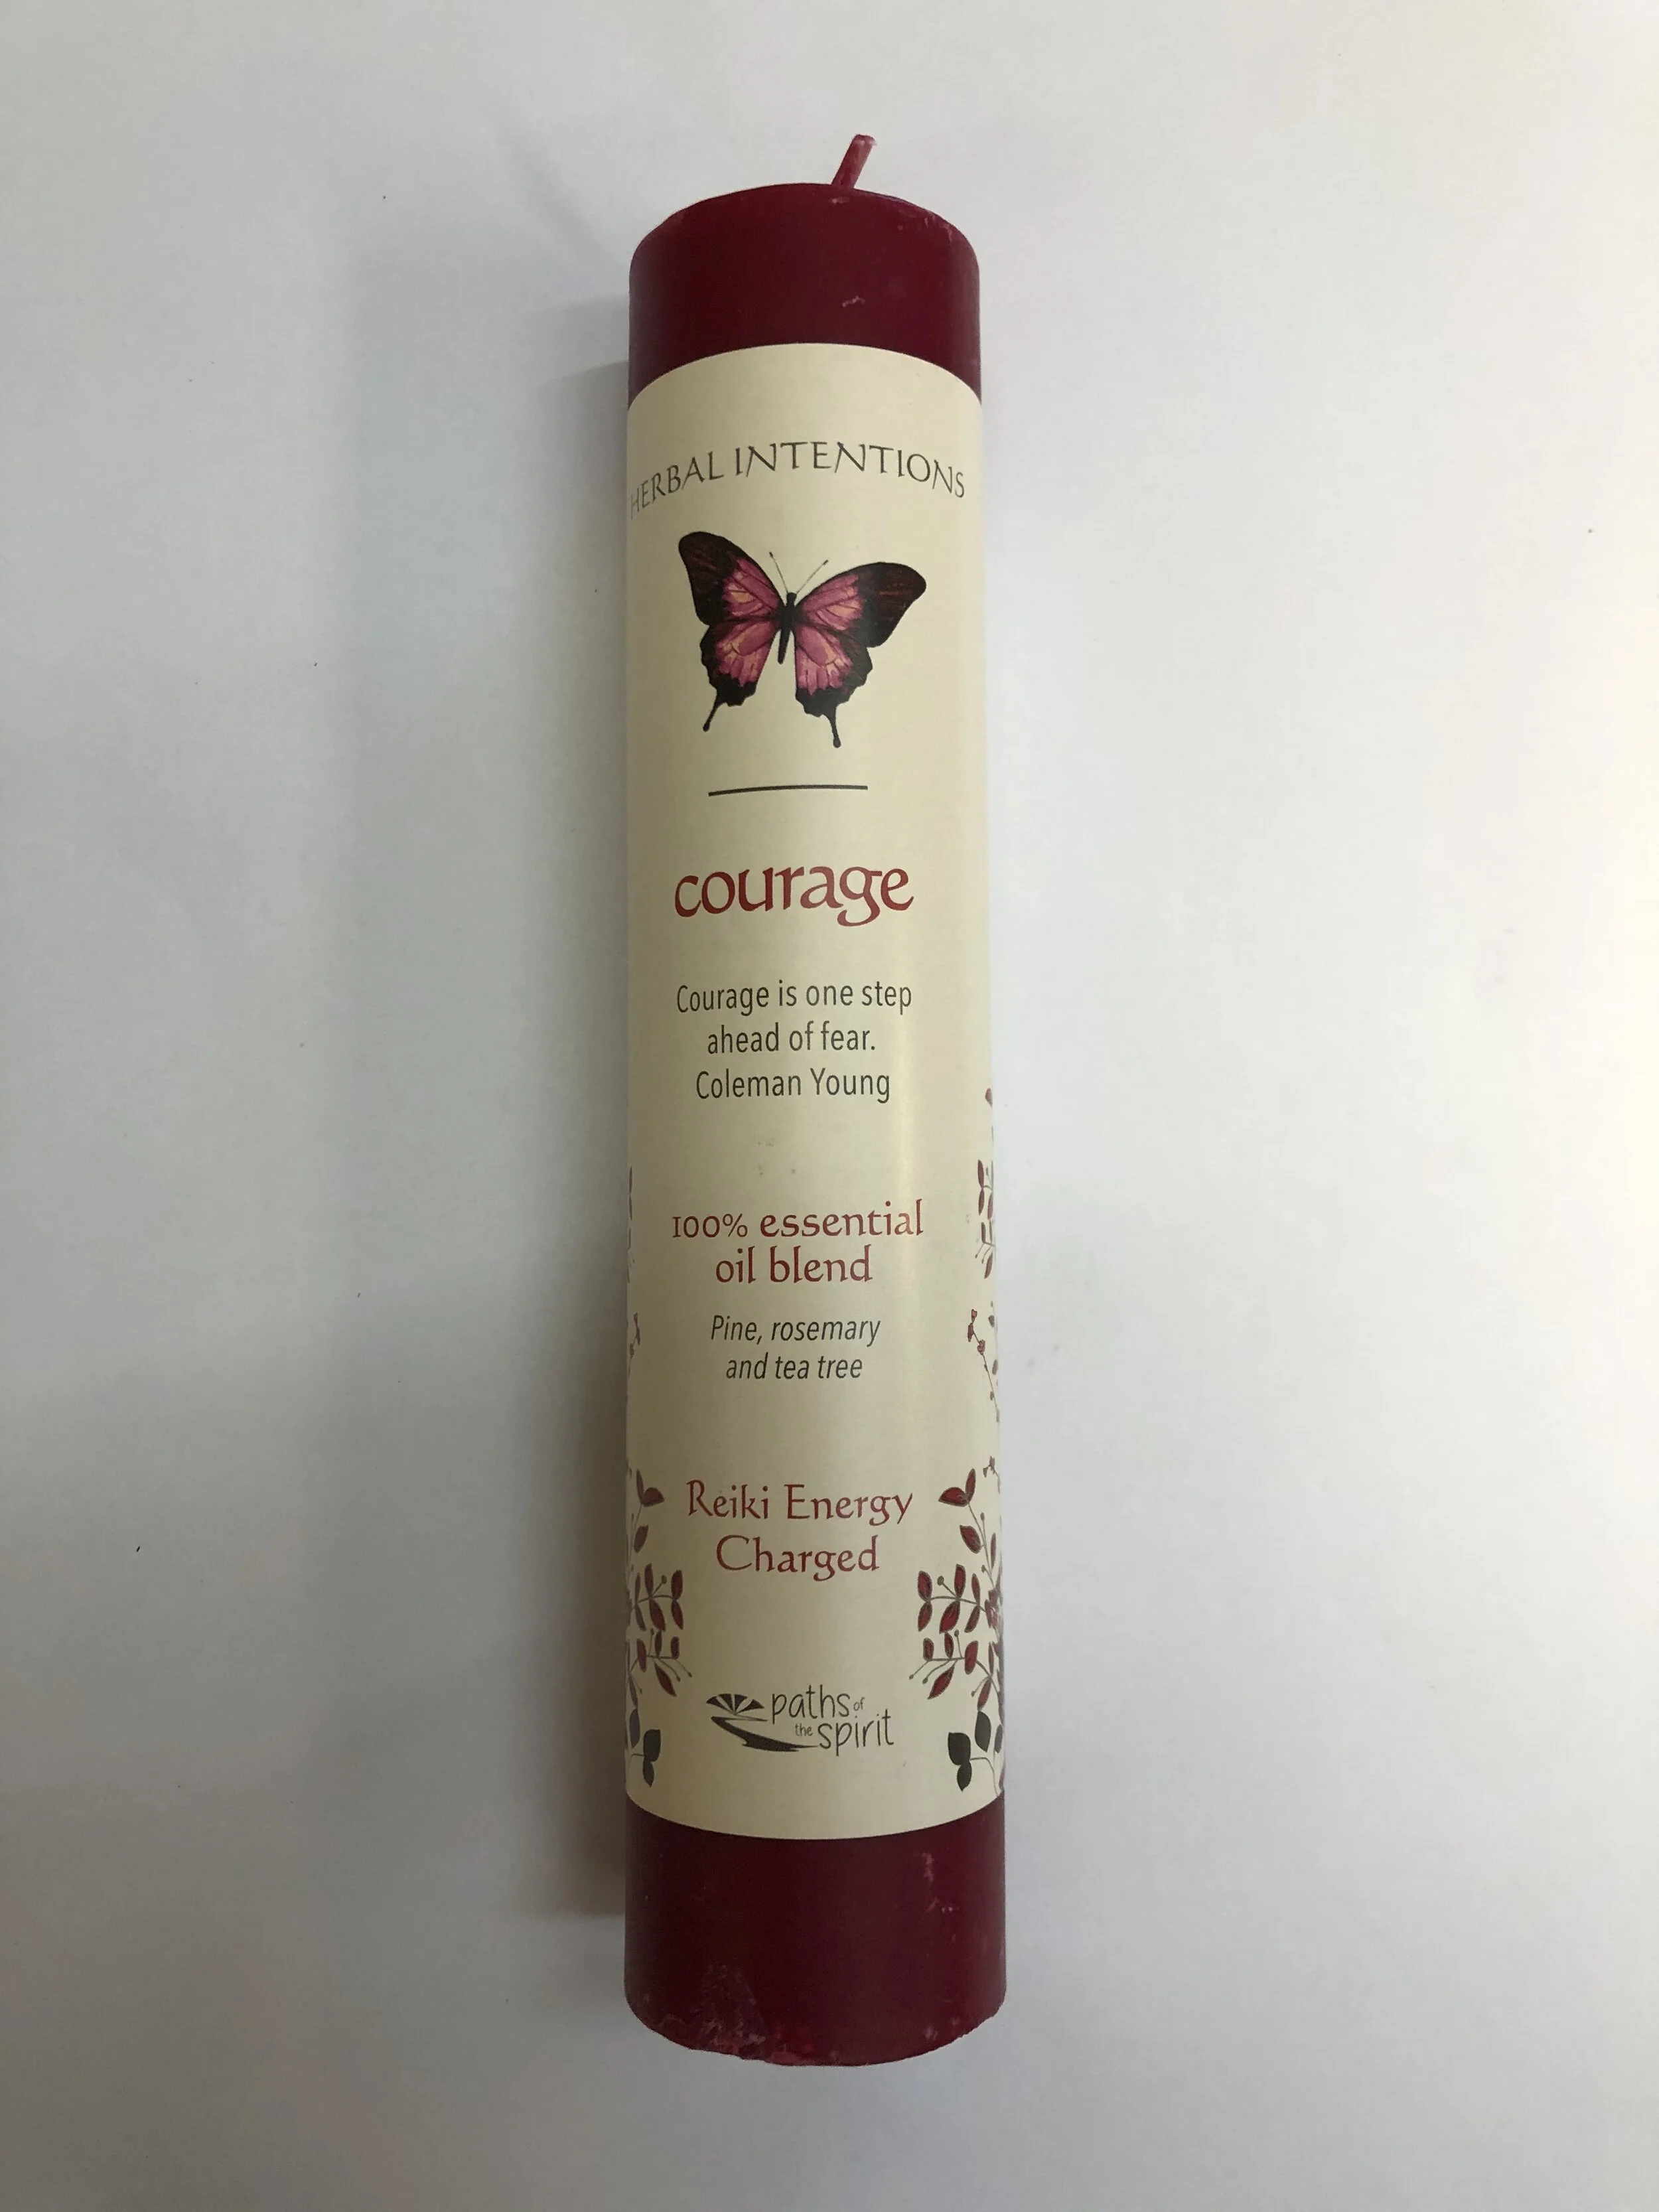 HERBAL INTENTIONS
courage
Courage is one step
ahead of fear.
Coleman Young
100% essential
oil blend
Pine, rosemary
and tea tree
Reiki Energy
Charged
paths of
the spirit